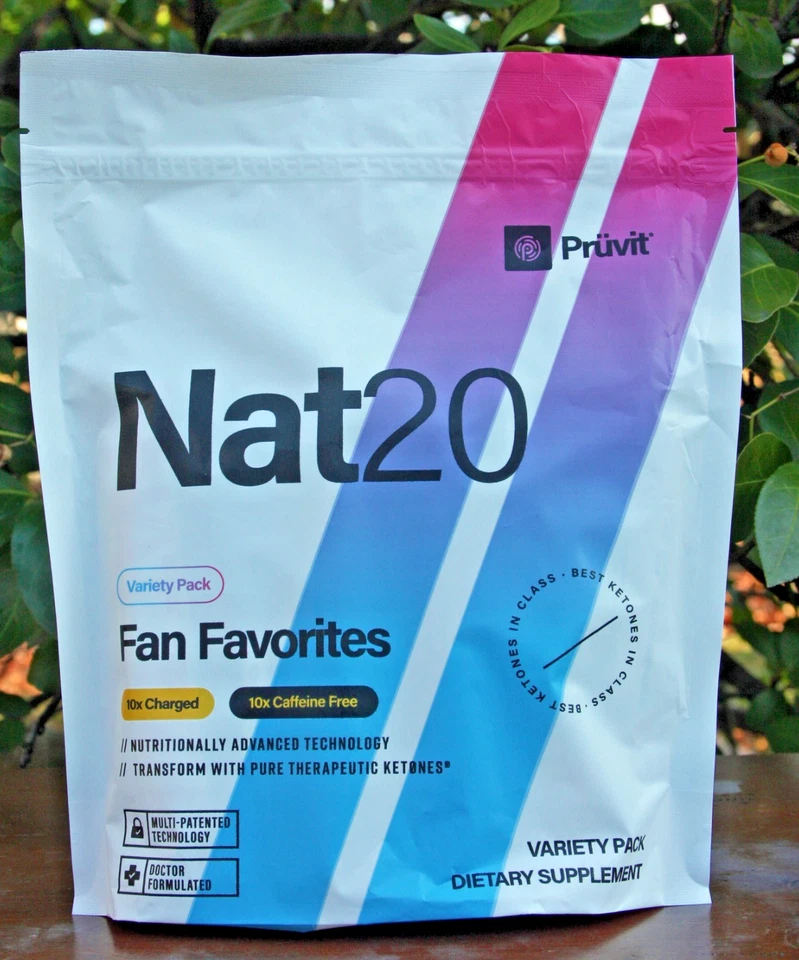 Prüvit®
Nat20
Variety Pack
Fan Favorites
10x Charged
10x Caffeine Free
// NUTRITIONALLY ADVANCED TECHNOLOGY
// TRANSFORM WITH PURE THERAPEUTIC KETØNES®
BEST KETONES IN CLASS · BEST KETONES IN CLASS ·
MULTI-PATENTED
TECHNOLOGY
DOCTOR
FORMULATED
VARIETY PACK
DIETARY SUPPLEMENT